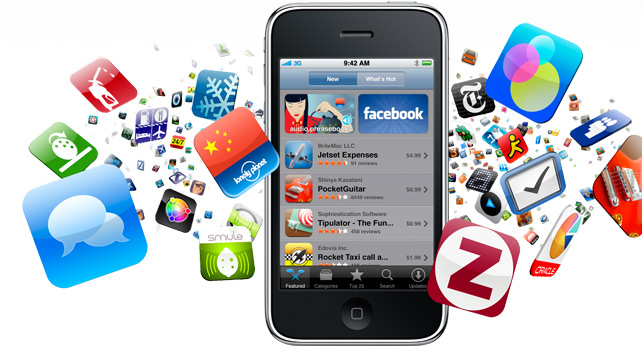 3G
9:42 AM
New
What's Hot
audio phrasebook
facebook
BriteMac LLC
Jetset Expenses
91 reviews
$4.99
Shinya Kasatani
PocketGuitar
8449 reviews
$0.99
Sophiestication Software
Tipulator - The Fun...
458 reviews
$0.99
Edovia Inc.
Rocket Taxi call a...
$1.99
Featured
Categories
Top 25
Search
Updates
lonely planet
smule
Z
ORACLE
T